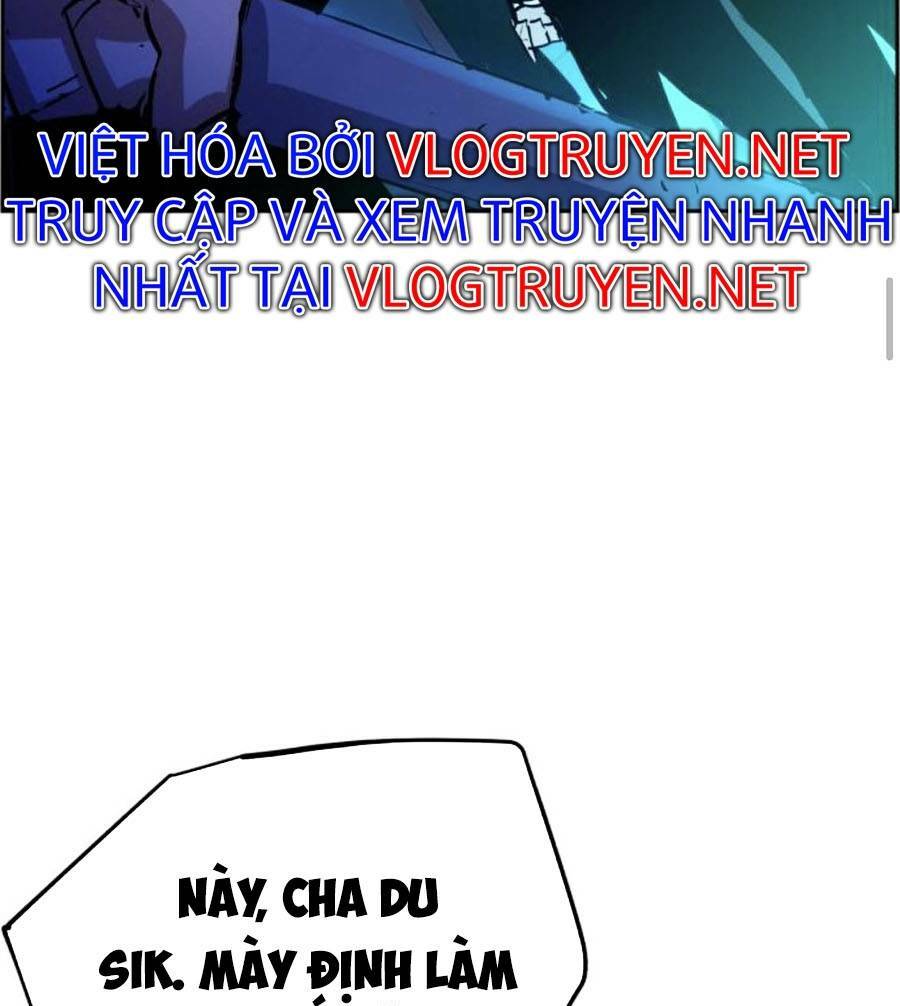 VIỆT HÓA BỞI VLOGTRUYEN.NET
TRUY CẬP VÀ XEM TRUYỆN NHANH
NHẤT TẠI VLOGTRUYEN.NET
NÀY, CHA DU
SIK. MÀY ĐỊNH LÀM